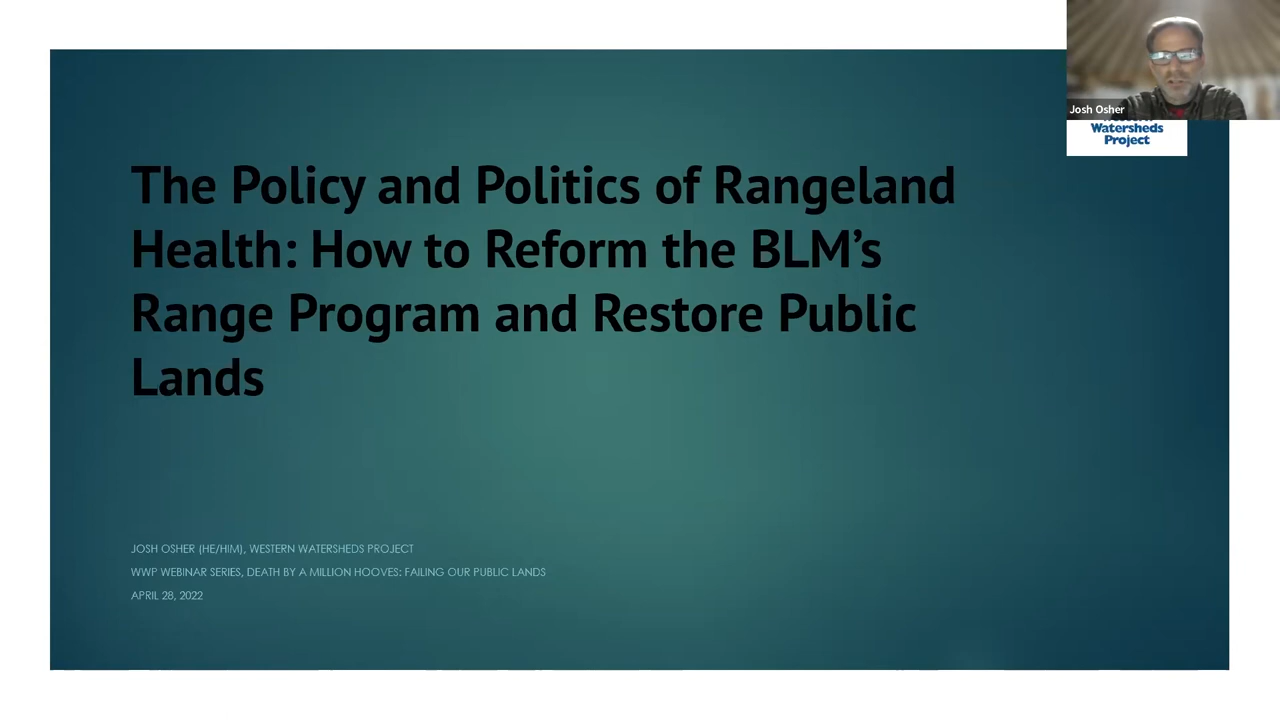 Josh Osher
Watersheds
Project
The Policy and Politics of Rangeland
Health: How to Reform the BLM’s
Range Program and Restore Public
Lands
JOSH OSHER (HE/HIM), WESTERN WATERSHEDS PROJECT
WWP WEBINAR SERIES, DEATH BY A MILLION HOOVES: FAILING OUR PUBLIC LANDS
APRIL 28, 2022